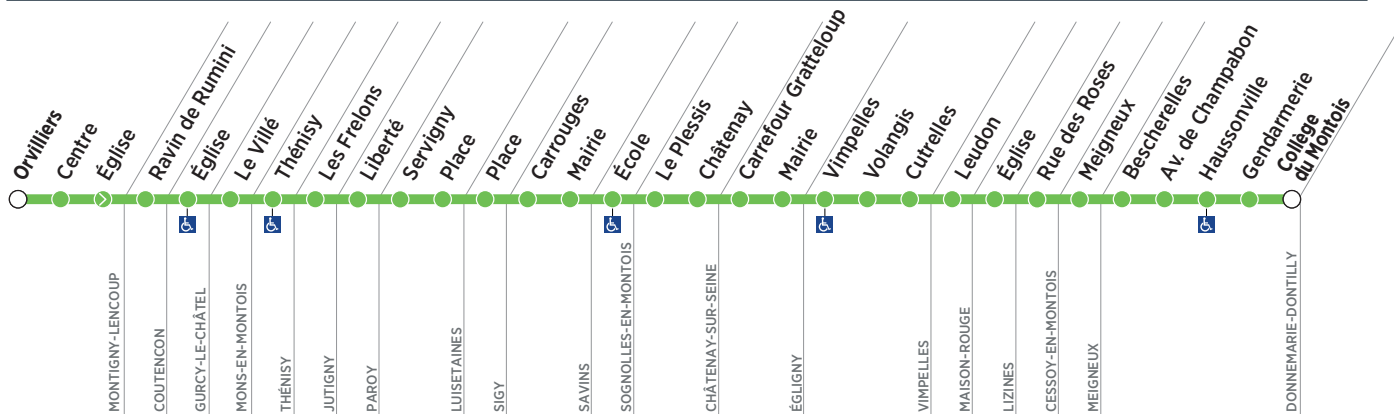 Orvilliers
Centre
Église
Ravin de Rumini
Église
Le Villé
Thénisy
Les Frelons
Liberté
Servigny
Place
Place
Carrouges
Mairie
École
Le Plessis
Châtenay
Carrefour Gratteloup
Mairie
Vimpelles
Volangis
Cutrelles
Leudon
Église
Rue des Roses
Meigneux
Bescherelles
Av. de Champabon
Haussonville
Gendarmerie
Collège
du Montois
MONTIGNY-LENCOUP
COUTENCON
GURCY-LE-CHÂTEL
MONS-EN-MONTOIS
THÉNISY
JUTIGNY
PAROY
LUISETAINES
SIGY
SAVINS
SOGNOLLES-EN-MONTOIS
CHÂTENAY-SUR-SEINE
ÉGLIGNY
VIMPELLES
MAISON-ROUGE
LIZINES
CESSOY-EN-MONTOIS
MEIGNEUX
DONNEMARIE-DONTILLY